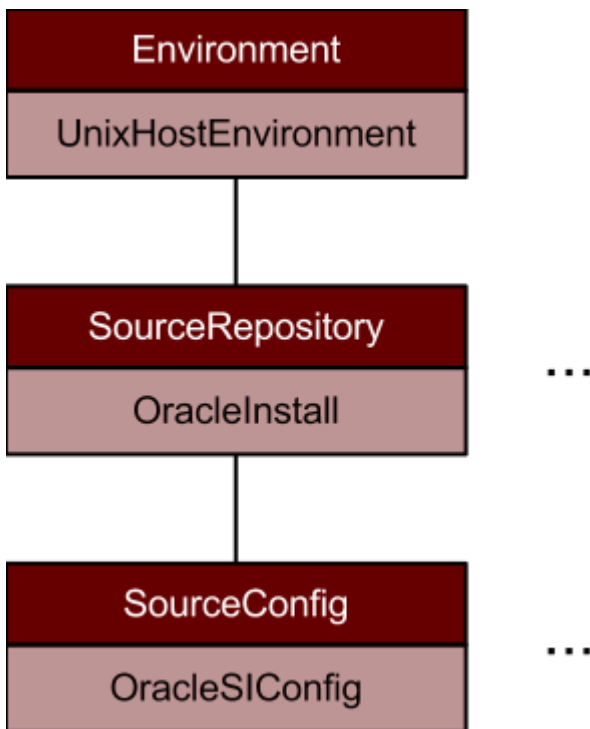 Environment
UnixHostEnvironment
SourceRepository
...
OracleInstall
SourceConfig
...
OracleSIConfig